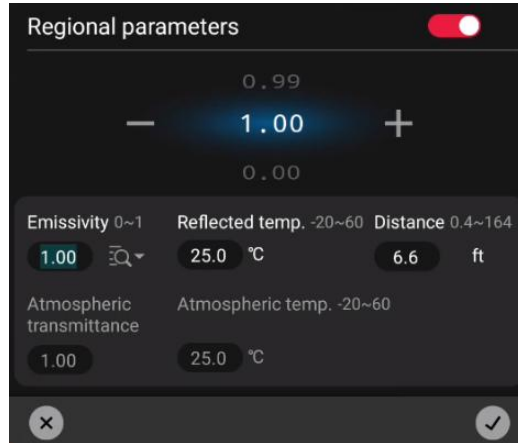 Regional parameters
0.99
− 1.00 +
0.00
Emissivity 0~1 Reflected temp. -20~60 Distance 0.4~164
1.00 25.0 °C 6.6 ft
Atmospheric transmittance Atmospheric temp. -20~60
1.00 25.0 °C